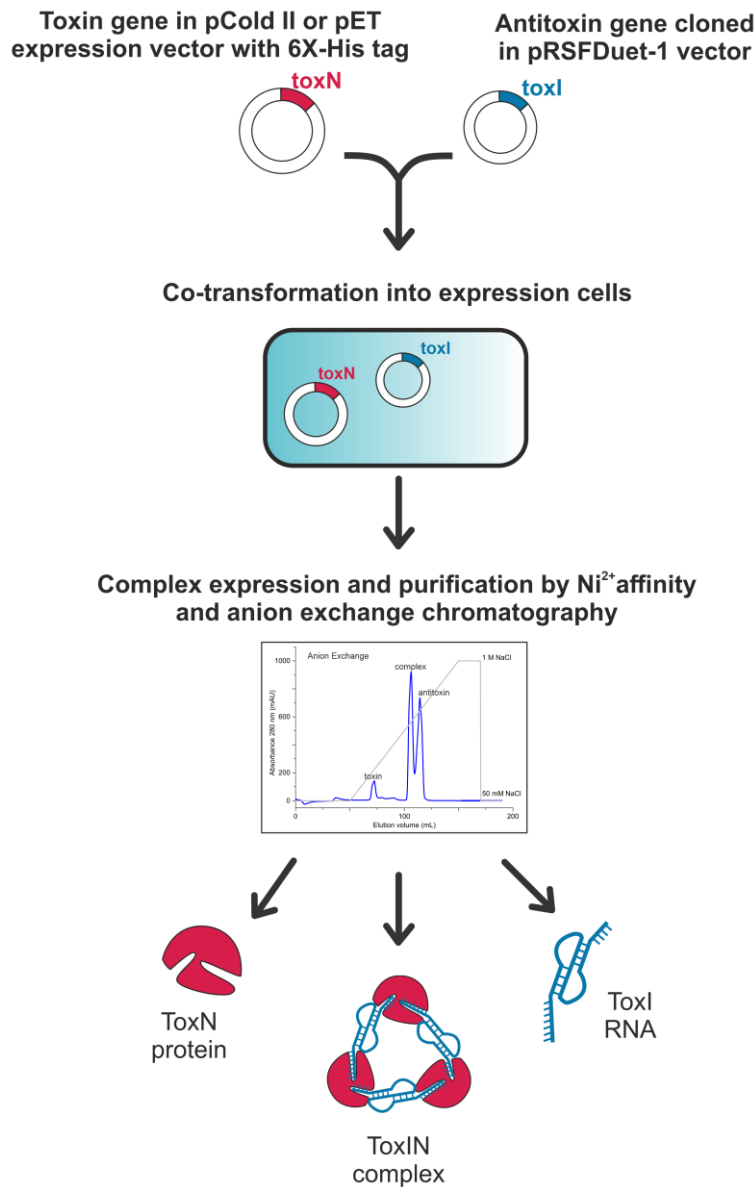 Toxin gene in pCold II or pET
expression vector with 6X-His tag
Antitoxin gene cloned
in pRSFDuet-1 vector
toxN
toxI
Co-transformation into expression cells
toxI
toxN
Complex expression and purification by Ni²⁺ affinity
and anion exchange chromatography
Anion Exchange
complex
1 M NaCl
antitoxin
toxin
50 mM NaCl
Absorbance 280 nm (mAU)
1000
600
200
0
0
100
200
Elution volume (mL)
ToxN
protein
ToxIN
complex
ToxI
RNA